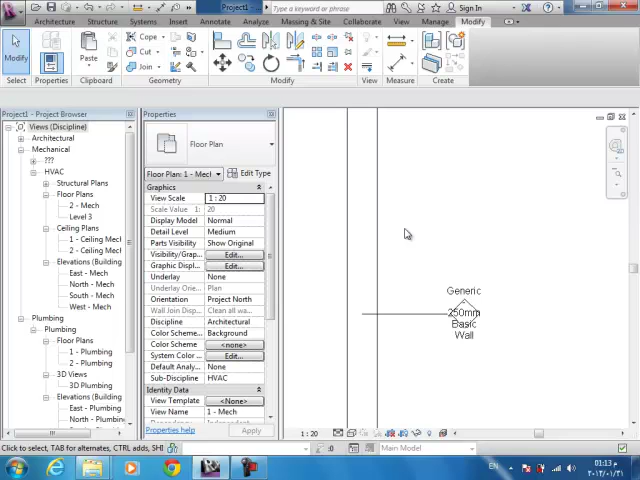 Project1 -
Sign In
Architecture Structure Systems Insert Annotate Analyze Massing & Site Collaborate View Manage Modify
Modify
Properties
Paste
Cope
Cut
Join
Select
Properties
Clipboard
Geometry
Modify
View
Measure
Create
Project1 - Project Browser
Views (Discipline)
Architectural
Mechanical
???
HVAC
Structural Plans
Floor Plans
2 - Mech
Level 3
Ceiling Plans
1 - Ceiling Mech
2 - Ceiling Mech
Elevations (Building
East - Mech
North - Mech
South - Mech
West - Mech
Plumbing
Plumbing
Floor Plans
1 - Plumbing
2 - Plumbing
3D Views
3D Plumbing
Elevations (Building
East - Plumbing
North - Plumbing
Properties
Floor Plan
Floor Plan: 1 - Mecl
Edit Type
Graphics
View Scale 1 : 20
Scale Value 1: 20
Display Model Normal
Detail Level Medium
Parts Visibility Show Original
Visibility/Grap... Edit...
Graphic Displ... Edit...
Underlay None
Underlay Orie... Plan
Orientation Project North
Wall Join Displ... Clean all wa...
Discipline Architectural
Color Scheme... Background
Color Scheme <none>
System Color ... Edit...
Default Analy... None
Sub-Discipline HVAC
Identity Data
View Template <None>
View Name 1 - Mech
Properties help
Apply
Generic
-
250mm
Basic
Wall
1 : 20
Click to select, TAB for alternates, CTRL adds, SHI
:0
Main Model
EN
01:13 م
٢٠١٢/٠١/٣١